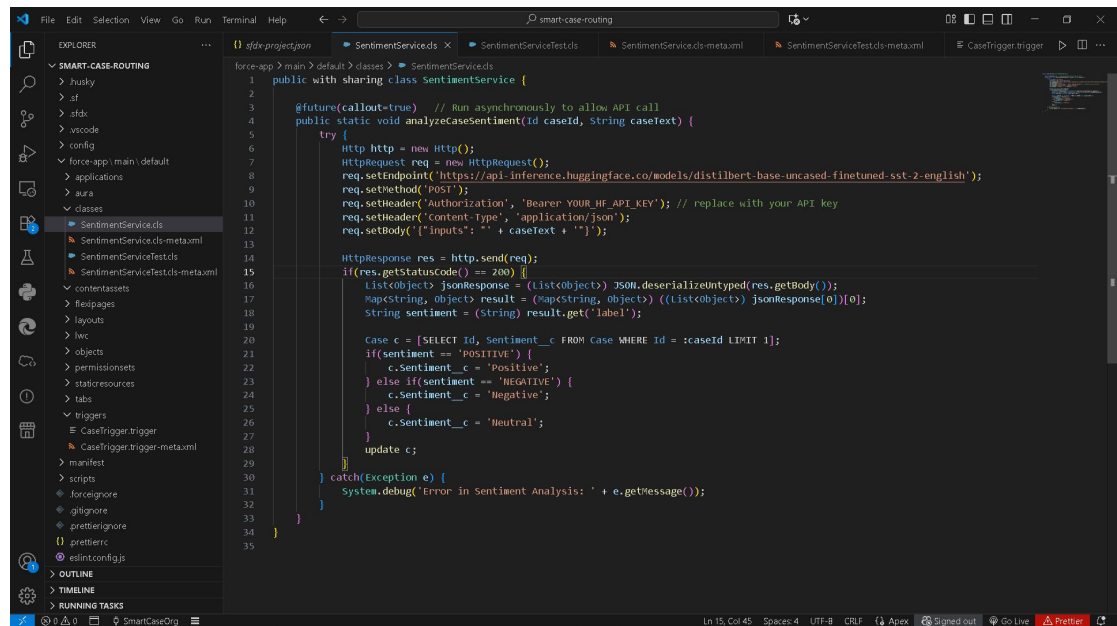 File Edit Selection View Go Run Terminal Help
smart-case-routing
EXPLORER
SMART-CASE-ROUTING
.husky
.sf
.sfdx
.vscode
config
force-app \ main \ default
applications
aura
classes
SentimentService.cls
SentimentService.cls-meta.xml
SentimentServiceTest.cls
SentimentServiceTest.cls-meta.xml
contentassets
flexipages
layouts
lwc
objects
permissionsets
staticresources
tabs
triggers
CaseTrigger.trigger
CaseTrigger.trigger-meta.xml
manifest
scripts
.forceignore
.gitignore
.prettierignore
.prettierrc
eslint.config.js
OUTLINE
TIMELINE
RUNNING TASKS
{} sfdx-project.json SentimentService.cls SentimentServiceTest.cls SentimentService.cls-meta.xml SentimentServiceTest.cls-meta.xml CaseTrigger.trigger
force-app > main > default > classes > SentimentService.cls
1 public with sharing class SentimentService {
2
3 @future(callout=true) // Run asynchronously to allow API call
4 public static void analyzeCaseSentiment(Id caseId, String caseText) {
5 try {
6 Http http = new Http();
7 HttpRequest req = new HttpRequest();
8 req.setEndpoint('https://api-inference.huggingface.co/models/distilbert-base-uncased-finetuned-sst-2-english');
9 req.setMethod('POST');
10 req.setHeader('Authorization', 'Bearer YOUR_HF_API_KEY'); // replace with your API key
11 req.setHeader('Content-Type', 'application/json');
12 req.setBody('{"inputs": "' + caseText + '"}');
13
14 HttpResponse res = http.send(req);
15 if(res.getStatusCode() == 200) {
16 List<Object> jsonResponse = (List<Object>) JSON.deserializeUntyped(res.getBody());
17 Map<String, Object> result = (Map<String, Object>) ((List<Object>) jsonResponse[0])[0];
18 String sentiment = (String) result.get('label');
19
20 Case c = [SELECT Id, Sentiment__c FROM Case WHERE Id = :caseId LIMIT 1];
21 if(sentiment == 'POSITIVE') {
22 c.Sentiment__c = 'Positive';
23 } else if(sentiment == 'NEGATIVE') {
24 c.Sentiment__c = 'Negative';
25 } else {
26 c.Sentiment__c = 'Neutral';
27 }
28 update c;
29 }
30 } catch(Exception e) {
31 System.debug('Error in Sentiment Analysis: ' + e.getMessage());
32 }
33 }
34 }
35
0 0 SmartCaseOrg Ln 15, Col 45 Spaces: 4 UTF-8 CRLF Apex Signed out Go Live Prettier